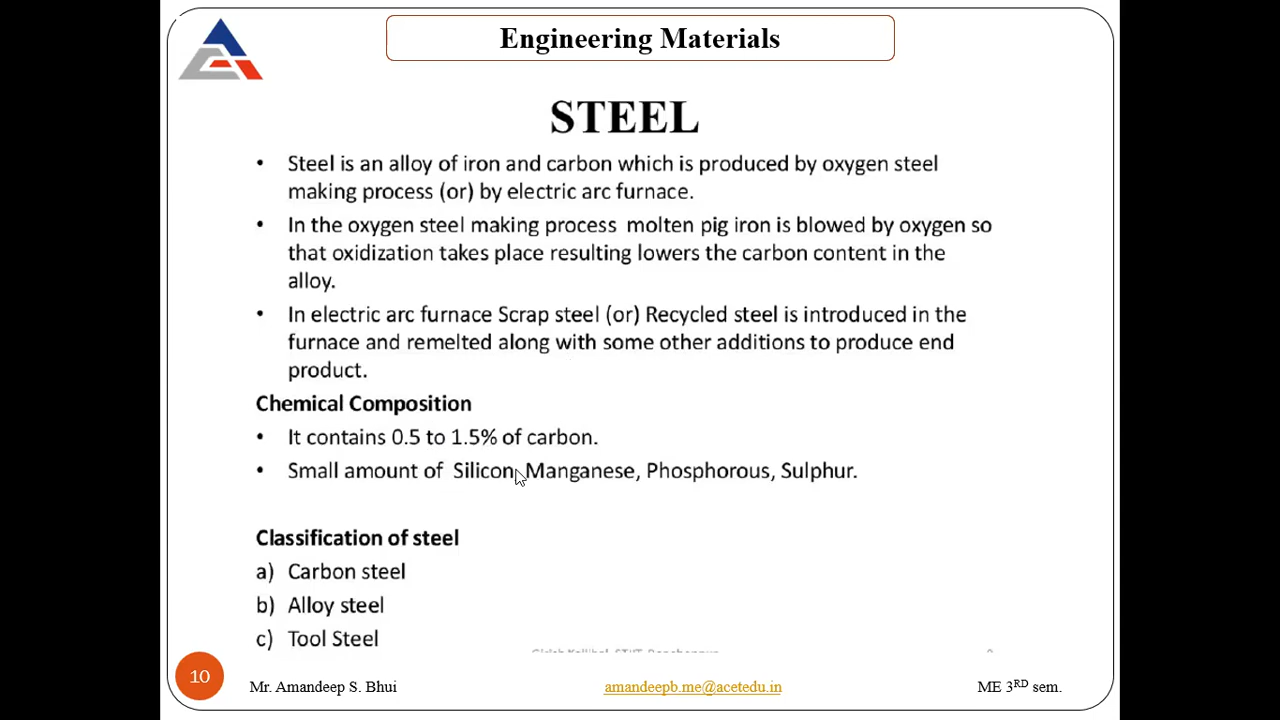 Engineering Materials
STEEL
• Steel is an alloy of iron and carbon which is produced by oxygen steel
making process (or) by electric arc furnace.
• In the oxygen steel making process molten pig iron is blowed by oxygen so
that oxidization takes place resulting lowers the carbon content in the
alloy.
• In electric arc furnace Scrap steel (or) Recycled steel is introduced in the
furnace and remelted along with some other additions to produce end
product.
Chemical Composition
• It contains 0.5 to 1.5% of carbon.
• Small amount of Silicon, Manganese, Phosphorous, Sulphur.
Classification of steel
a) Carbon steel
b) Alloy steel
c) Tool Steel
10
Mr. Amandeep S. Bhui
amandeepb.me@acetedu.in
ME 3RD sem.